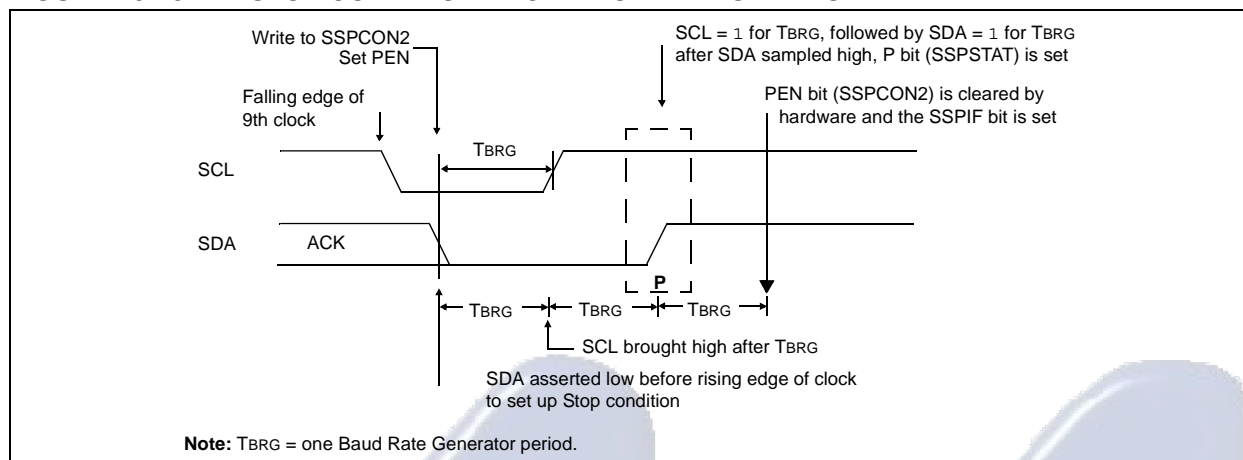 Write to SSPCON2
Set PEN
SCL = 1 for TBRG, followed by SDA = 1 for TBRG
after SDA sampled high, P bit (SSPSTAT) is set
Falling edge of
9th clock
PEN bit (SSPCON2) is cleared by
hardware and the SSPIF bit is set
TBRG
SCL
SDA
ACK
P
TBRG
TBRG
TBRG
SCL brought high after TBRG
SDA asserted low before rising edge of clock
to set up Stop condition
Note: TBRG = one Baud Rate Generator period.